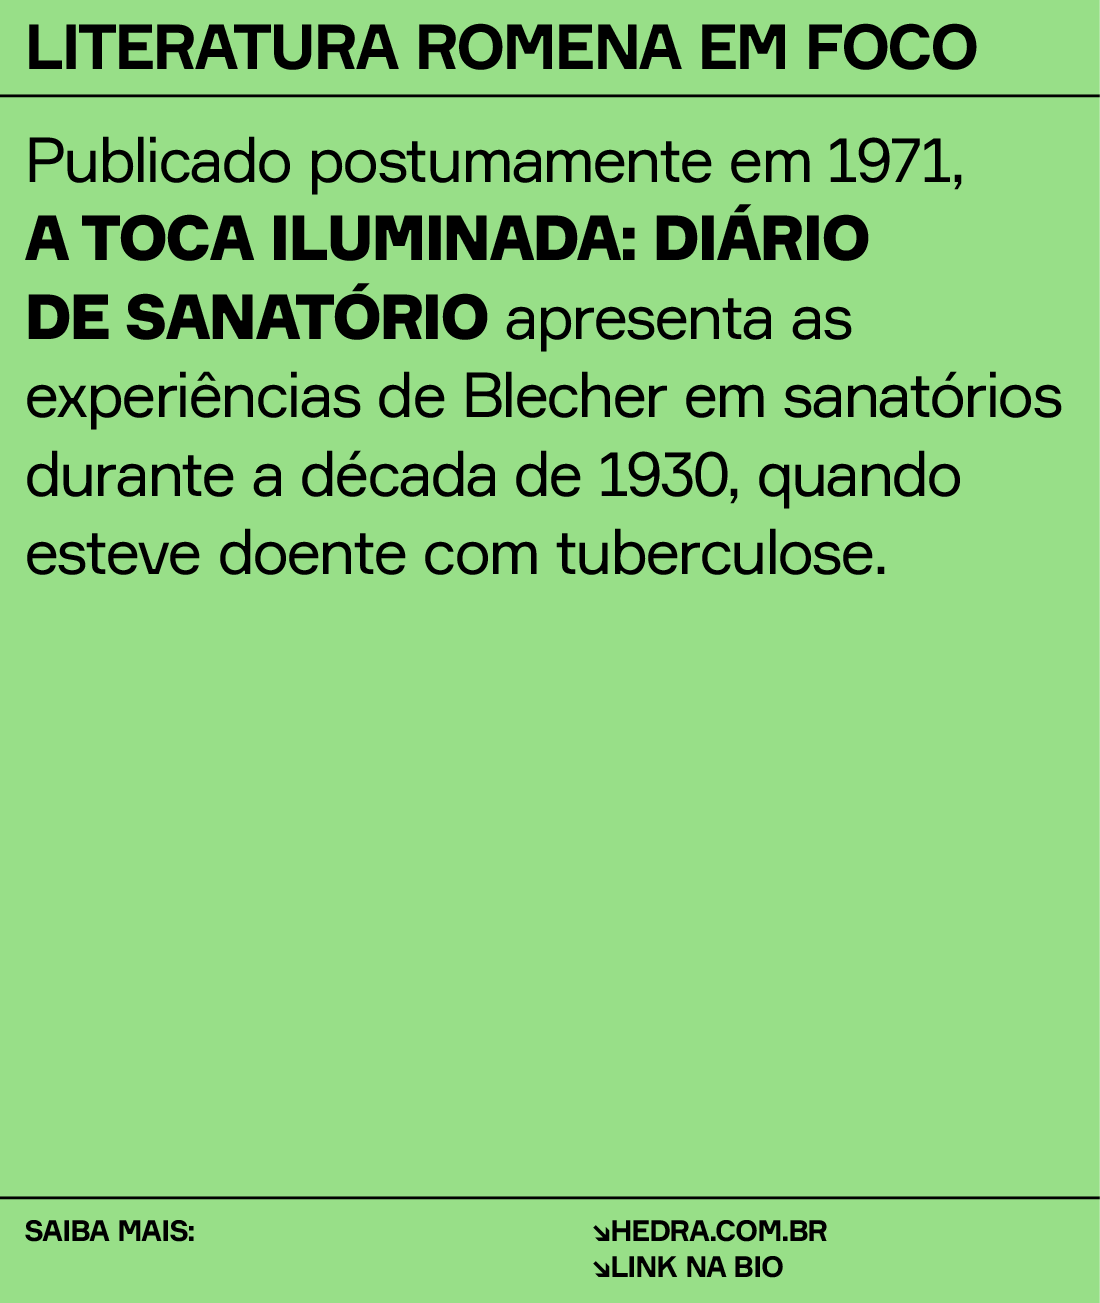 LITERATURA ROMENA EM FOCO
Publicado postumamente em 1971,
A TOCA ILUMINADA: DIÁRIO
DE SANATÓRIO apresenta as
experiências de Blecher em sanatórios
durante a década de 1930, quando
esteve doente com tuberculose.
SAIBA MAIS:
↘HEDRA.COM.BR
↘LINK NA BIO